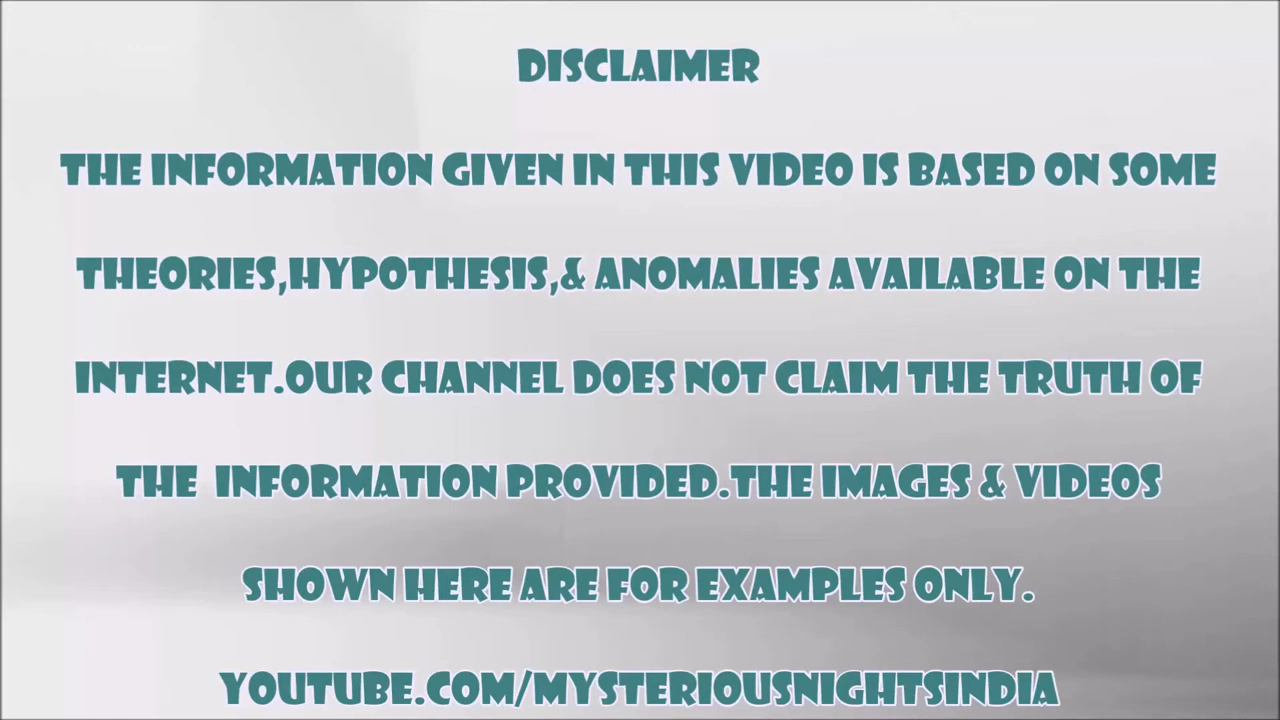 DISCLAIMER
THE INFORMATION GIVEN IN THIS VIDEO IS BASED ON SOME
THEORIES,HYPOTHESIS,& ANOMALIES AVAILABLE ON THE
INTERNET.OUR CHANNEL DOES NOT CLAIM THE TRUTH OF
THE INFORMATION PROVIDED.THE IMAGES & VIDEOS
SHOWN HERE ARE FOR EXAMPLES ONLY.
YOUTUBE.COM/MYSTERIOUSNIGHTSINDIA